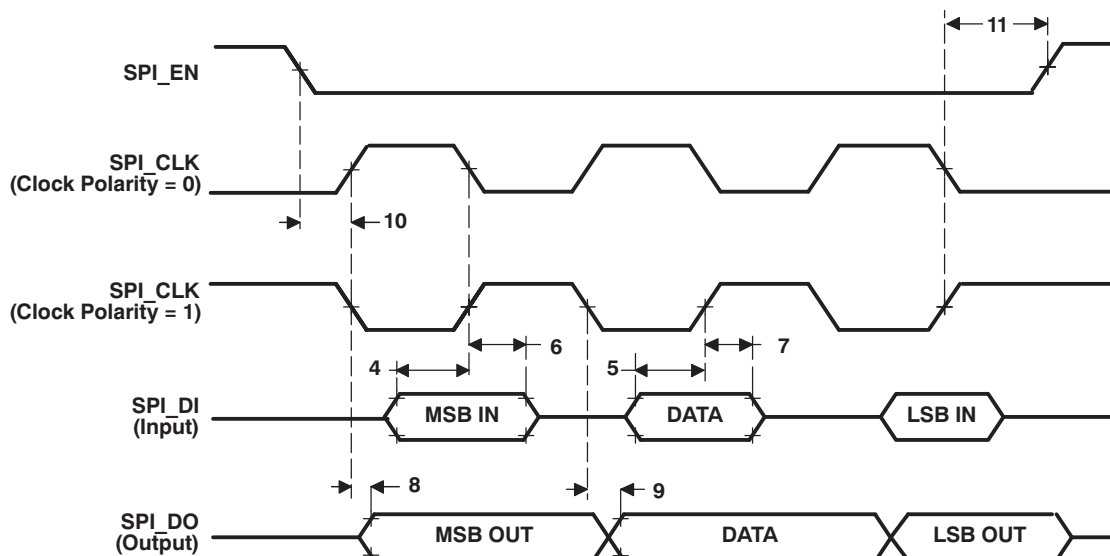 11
SPI_EN
SPI_CLK
(Clock Polarity = 0)
10
SPI_CLK
(Clock Polarity = 1)
4
6
5
7
SPI_DI
(Input)
MSB IN
DATA
LSB IN
8
9
SPI_DO
(Output)
MSB OUT
DATA
LSB OUT